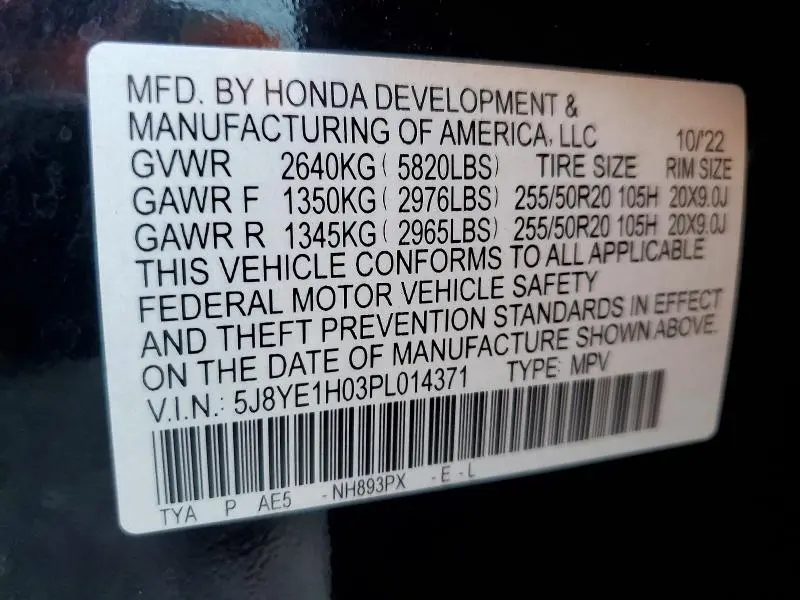 MFD. BY HONDA DEVELOPMENT &
MANUFACTURING OF AMERICA, LLC 10/'22
GVWR 2640KG ( 5820LBS) TIRE SIZE RIM SIZE
GAWR F 1350KG ( 2976LBS) 255/50R20 105H 20X9.0J
GAWR R 1345KG ( 2965LBS) 255/50R20 105H 20X9.0J
THIS VEHICLE CONFORMS TO ALL APPLICABLE
FEDERAL MOTOR VEHICLE SAFETY
AND THEFT PREVENTION STANDARDS IN EFFECT
ON THE DATE OF MANUFACTURE SHOWN ABOVE.
V.I.N.: 5J8YE1H03PL014371 TYPE: MPV
TYA P AE5 -NH893PX -E-L